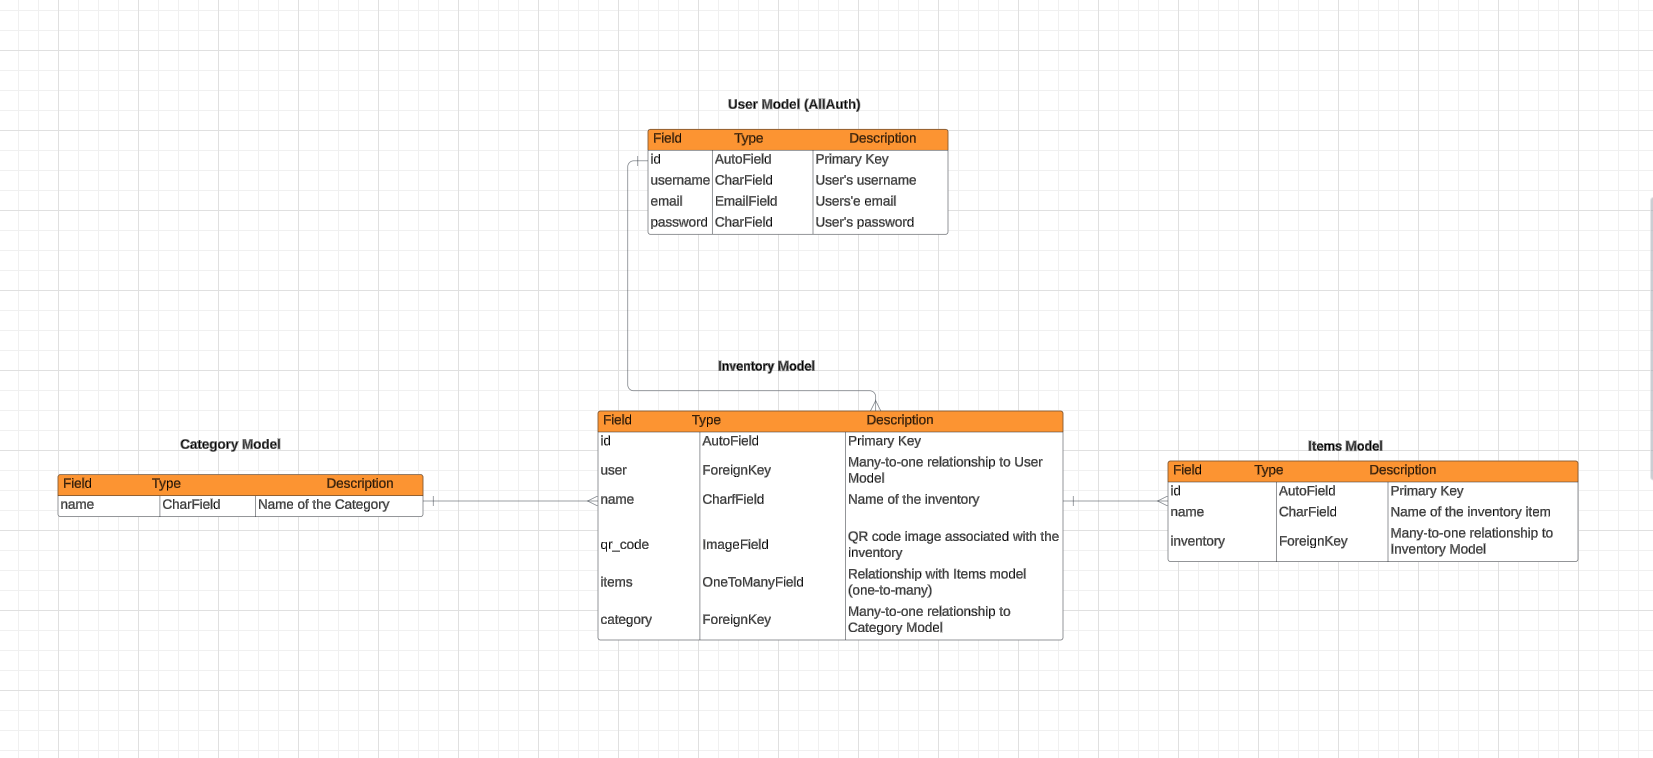 User Model (AllAuth)
Field Type Description
id AutoField Primary Key
username CharField User's username
email EmailField Users'e email
password CharField User's password
Inventory Model
Field Type Description
id AutoField Primary Key
user ForeignKey Many-to-one relationship to User
Model
name CharfField Name of the inventory
qr_code ImageField QR code image associated with the
inventory
items OneToManyField Relationship with Items model
(one-to-many)
category ForeignKey Many-to-one relationship to
Category Model
Category Model
Field Type Description
name CharField Name of the Category
Items Model
Field Type Description
id AutoField Primary Key
name CharField Name of the inventory item
inventory ForeignKey Many-to-one relationship to
Inventory Model